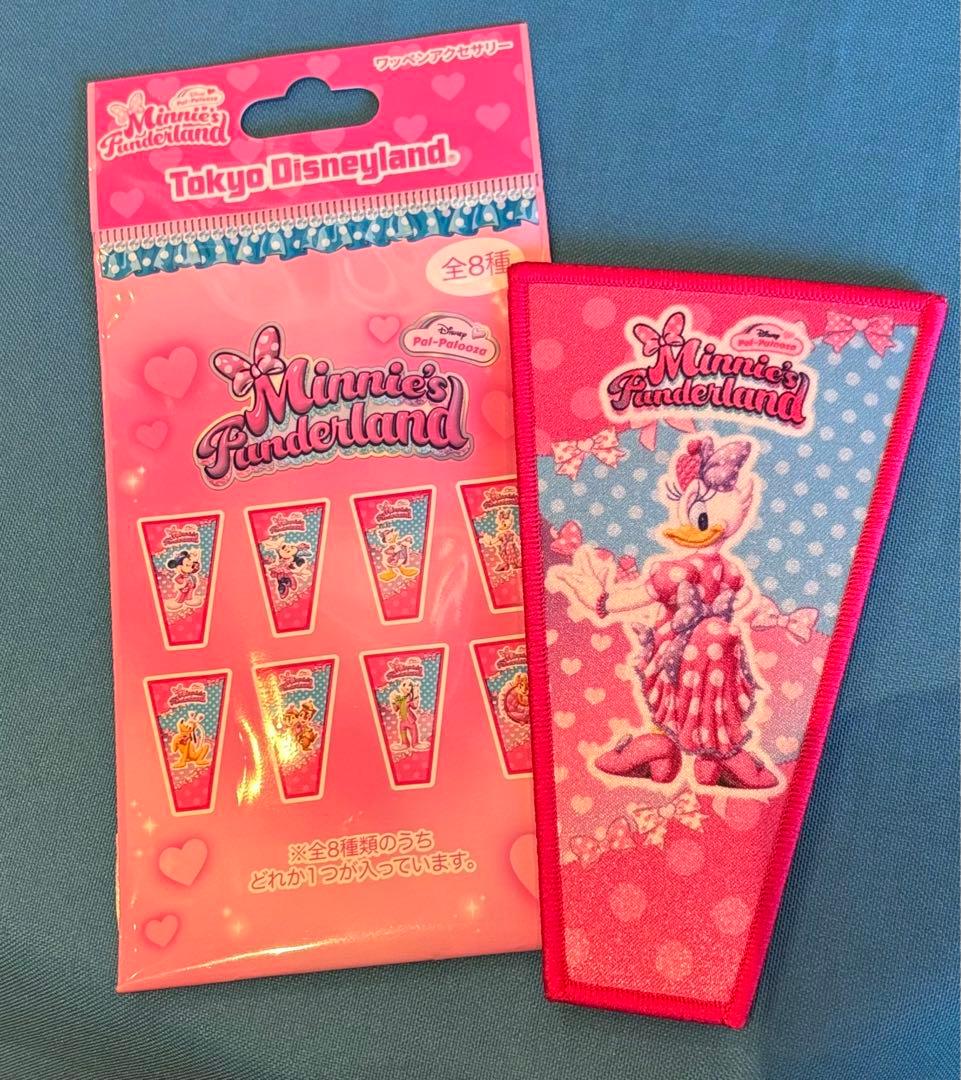 ワッペンアクセサリー
Disney
Pal-Palooza
Minnie's
Funderland
Tokyo Disneyland®
全8種
Disney
Pal-Palooza
Minnie's
Funderland
※全8種類のうち
どれか1つが入っています。
Disney
Pal-Palooza
Minnie's
Funderland